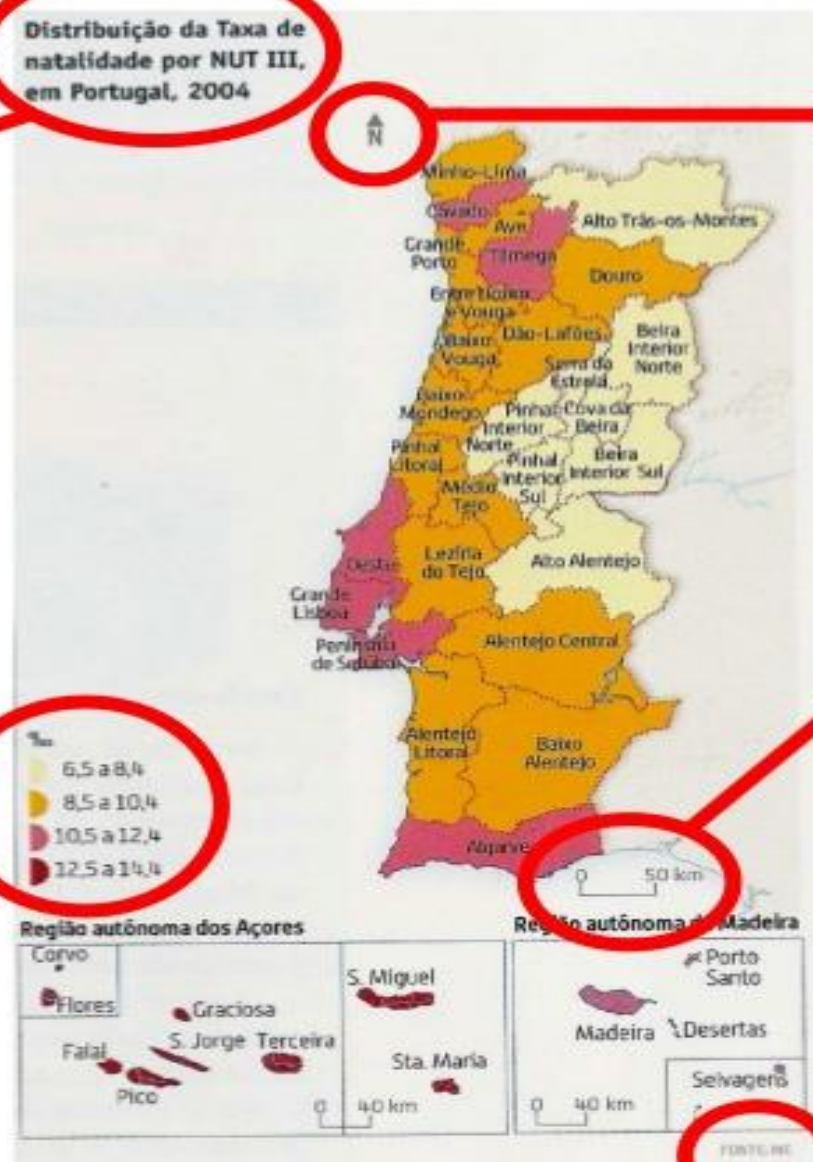 Distribuição da Taxa de
natalidade por NUT III,
em Portugal, 2004
N
Minho-Lima
Cávado
Ave
Alto Trás-os-Montes
Grande
Porto
Tâmega
Douro
Entre Douro
e Vouga
Dão-Lafões
Beira
Interior
Norte
Baixo
Vouga
Serra da
Estrela
Baixo
Mondego
Pinhal
Interior
Norte
Cova da
Beira
Pinhal
Litoral
Pinhal
Interior
Sul
Beira
Interior Sul
Médio
Tejo
Oeste
Lezíria
do Tejo
Alto Alentejo
Grande
Lisboa
Península
de Setúbal
Alentejo Central
Alentejo
Litoral
Baixo
Alentejo
Algarve
‰
6,5 a 8,4
8,5 a 10,4
10,5 a 12,4
12,5 a 14,4
0 50 km
Região autônoma dos Açores
Corvo
Flores
Graciosa
S. Jorge Terceira
Faial
Pico
S. Miguel
Sta. Maria
0 40 km
Região autônoma da Madeira
Porto
Santo
Madeira
Desertas
Selvagens
0 40 km
FONTE: INE